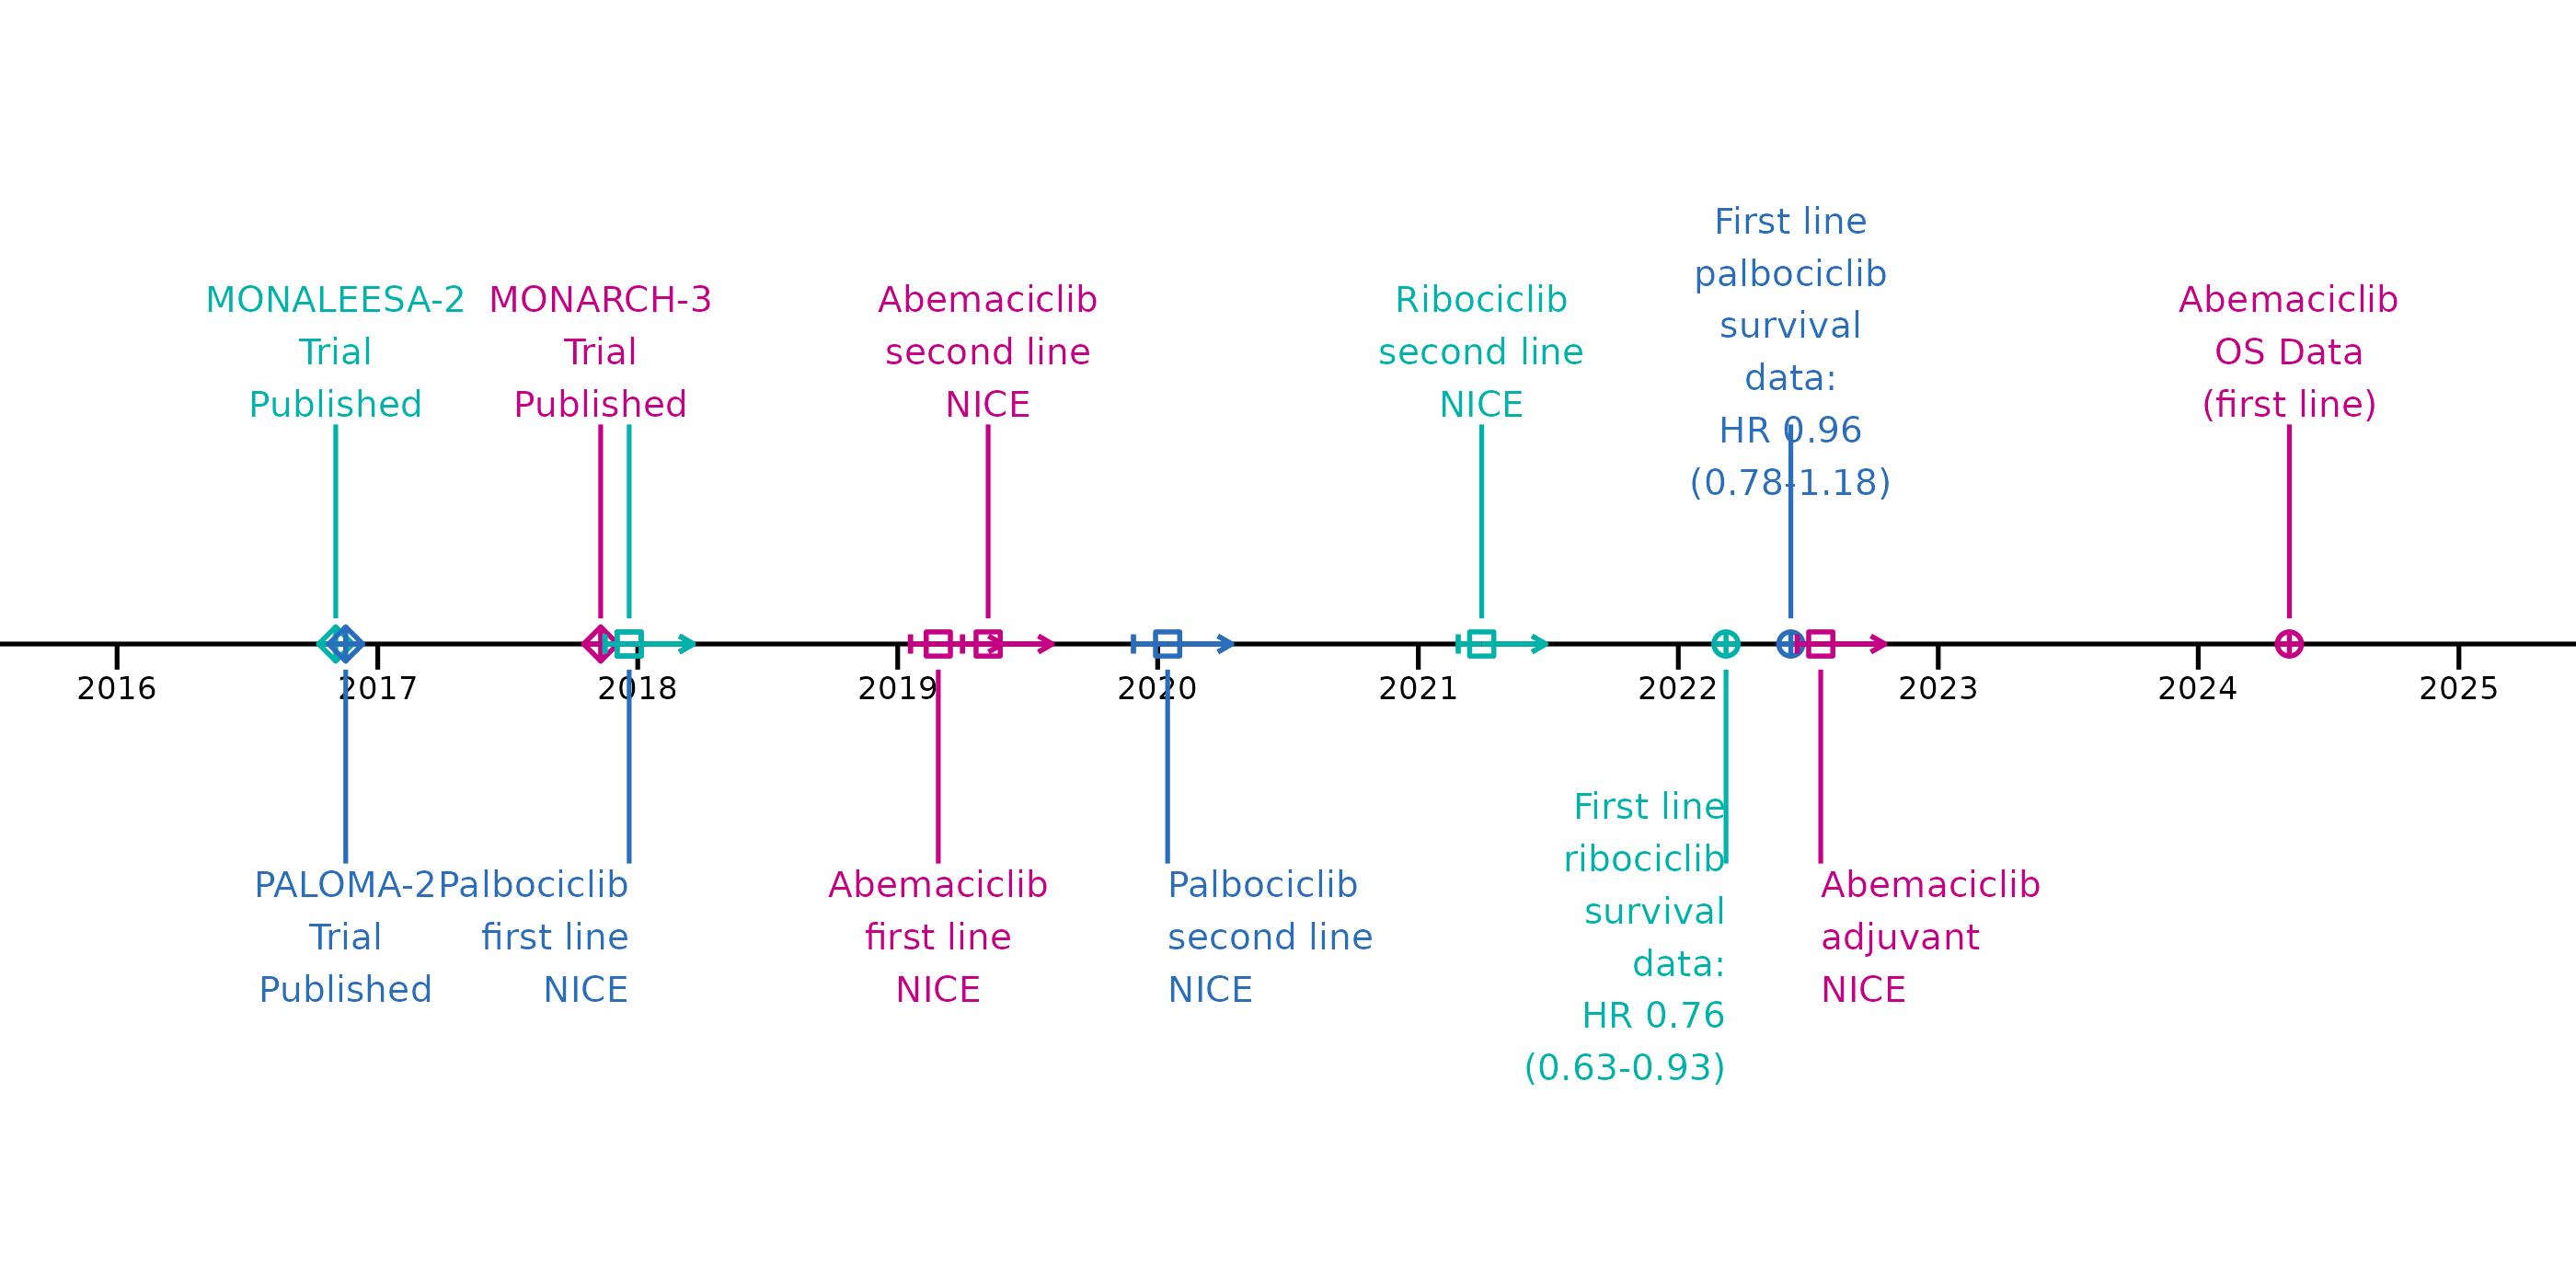 First line
palbociclib
survival
data:
HR 0.96
(0.78-1.18)
MONALEESA-2
Trial
Published
MONARCH-3
Trial
Published
Abemaciclib
second line
NICE
Ribociclib
second line
NICE
Abemaciclib
OS Data
(first line)
2016
2017
2018
2019
2020
2021
2022
2023
2024
2025
First line
ribociclib
survival
data:
HR 0.76
(0.63-0.93)
PALOMA-2
Trial
Published
Palbociclib
first line
NICE
Abemaciclib
first line
NICE
Palbociclib
second line
NICE
Abemaciclib
adjuvant
NICE